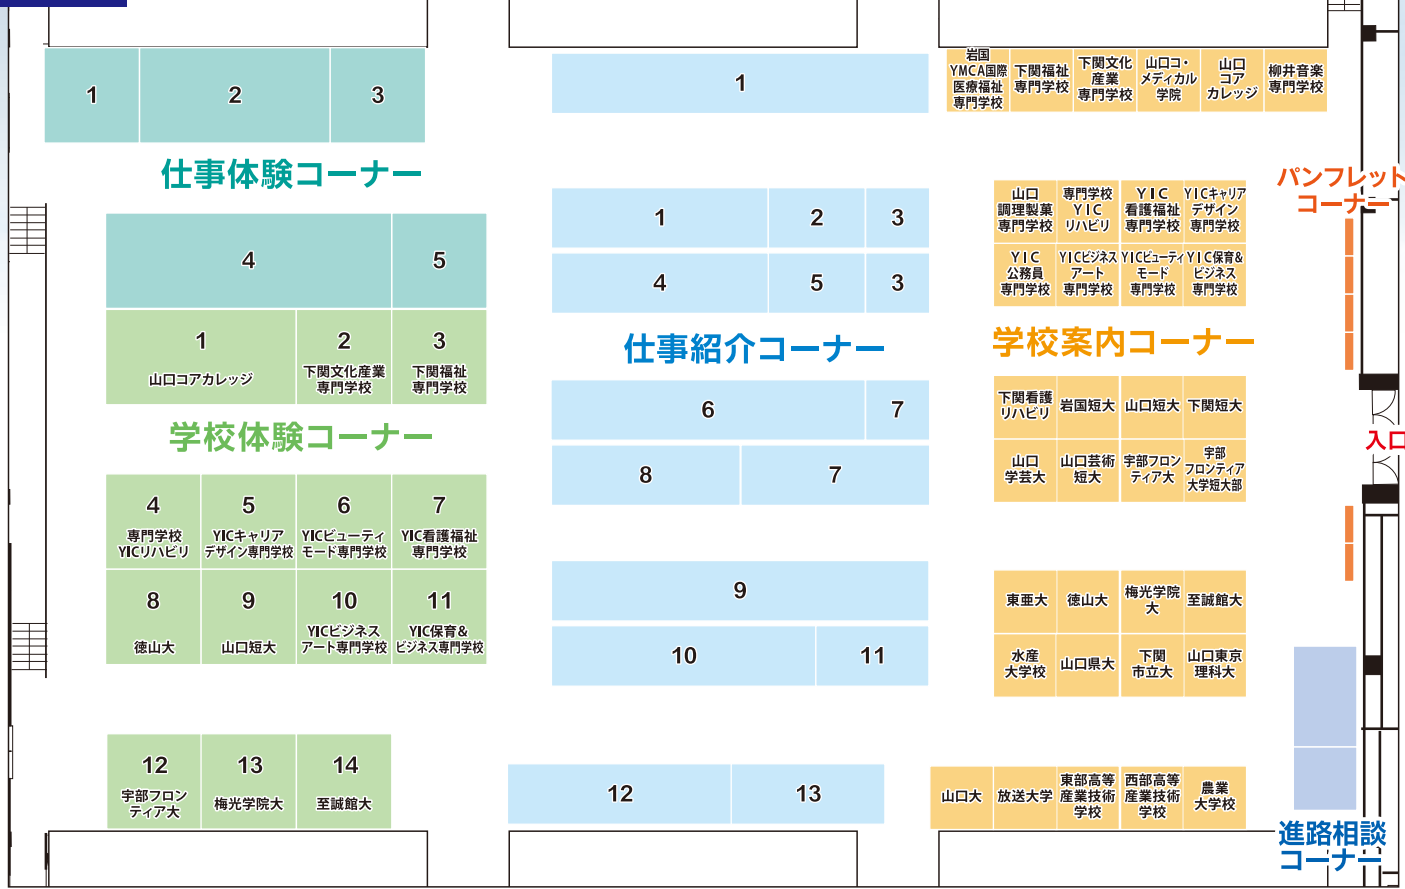 1
2
3
仕事体験コーナー
4
5
1
山口コアカレッジ
2
下関文化産業
専門学校
3
下関福祉
専門学校
学校体験コーナー
4
専門学校
YICリハビリ
5
YICキャリア
デザイン専門学校
6
YICビューティ
モード専門学校
7
YIC看護福祉
専門学校
8
徳山大
9
山口短大
10
YICビジネス
アート専門学校
11
YIC保育&
ビジネス専門学校
12
宇部フロン
ティア大
13
梅光学院大
14
至誠館大
1
1
2
3
4
5
3
仕事紹介コーナー
6
7
8
7
9
10
11
12
13
岩国
YMCA国際
医療福祉
専門学校
下関福祉
専門学校
下関文化
産業
専門学校
山口コ・
メディカル
学院
山口
コア
カレッジ
柳井音楽
専門学校
山口
調理製菓
専門学校
専門学校
YIC
リハビリ
YIC
看護福祉
専門学校
YICキャリア
デザイン
専門学校
YIC
公務員
専門学校
YICビジネス
アート
専門学校
YICビューティ
モード
専門学校
YIC保育&
ビジネス
専門学校
学校案内コーナー
下関看護
リハビリ
岩国短大
山口短大
下関短大
山口
学芸大
山口芸術
短大
宇部フロン
ティア大
宇部
フロンティア
大学短大部
東亜大
徳山大
梅光学院
大
至誠館大
水産
大学校
山口県大
下関
市立大
山口東京
理科大
山口大
放送大学
東部高等
産業技術
学校
西部高等
産業技術
学校
農業
大学校
パンフレット
コーナー
入口
進路相談
コーナー